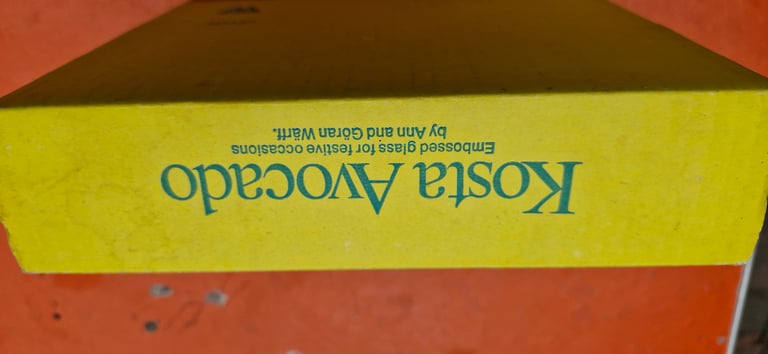 Kosta Avocado
Embossed glass for festive occasions
by Ann and Göran Wärff.